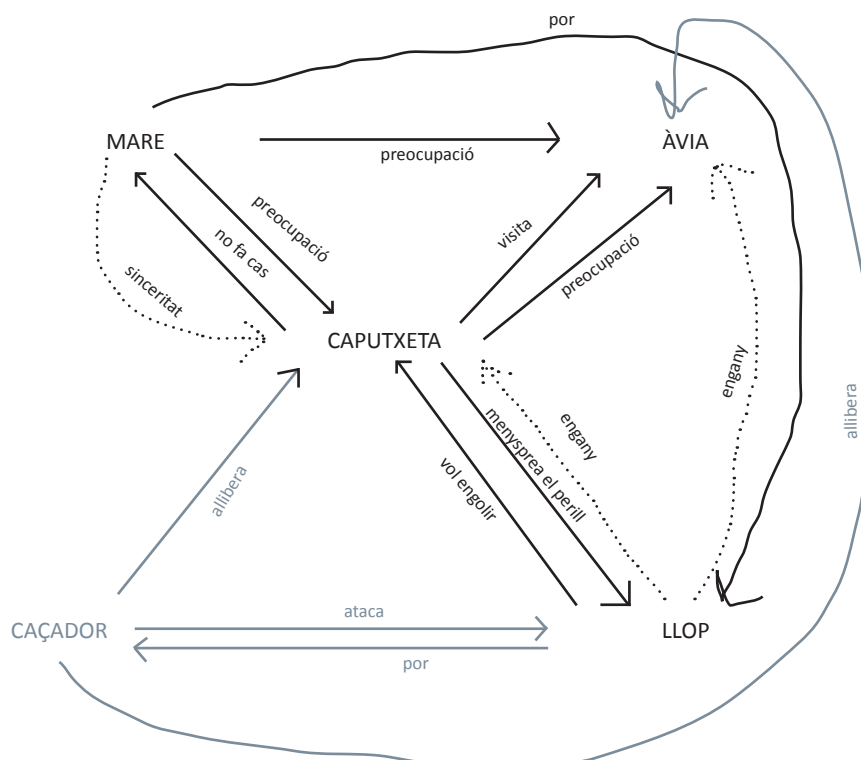 por
MARE
ÀVIA
preocupació
preocupació
no fa cas
sinceritat
visita
preocupació
CAPUTXETA
engany
engany
menysprea el perill
vol engolir
allibera
allibera
CAÇADOR
ataca
por
LLOP